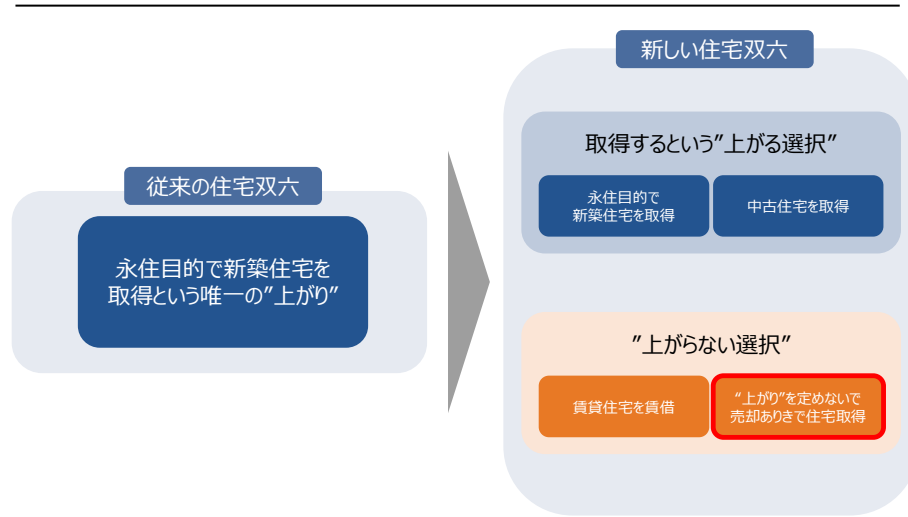 従来の住宅双六
永住目的で新築住宅を
取得という唯一の”上がり”
新しい住宅双六
取得するという”上がる選択”
永住目的で
新築住宅を取得
中古住宅を取得
”上がらない選択”
賃貸住宅を賃借
“上がり”を定めないで
売却ありきで住宅取得